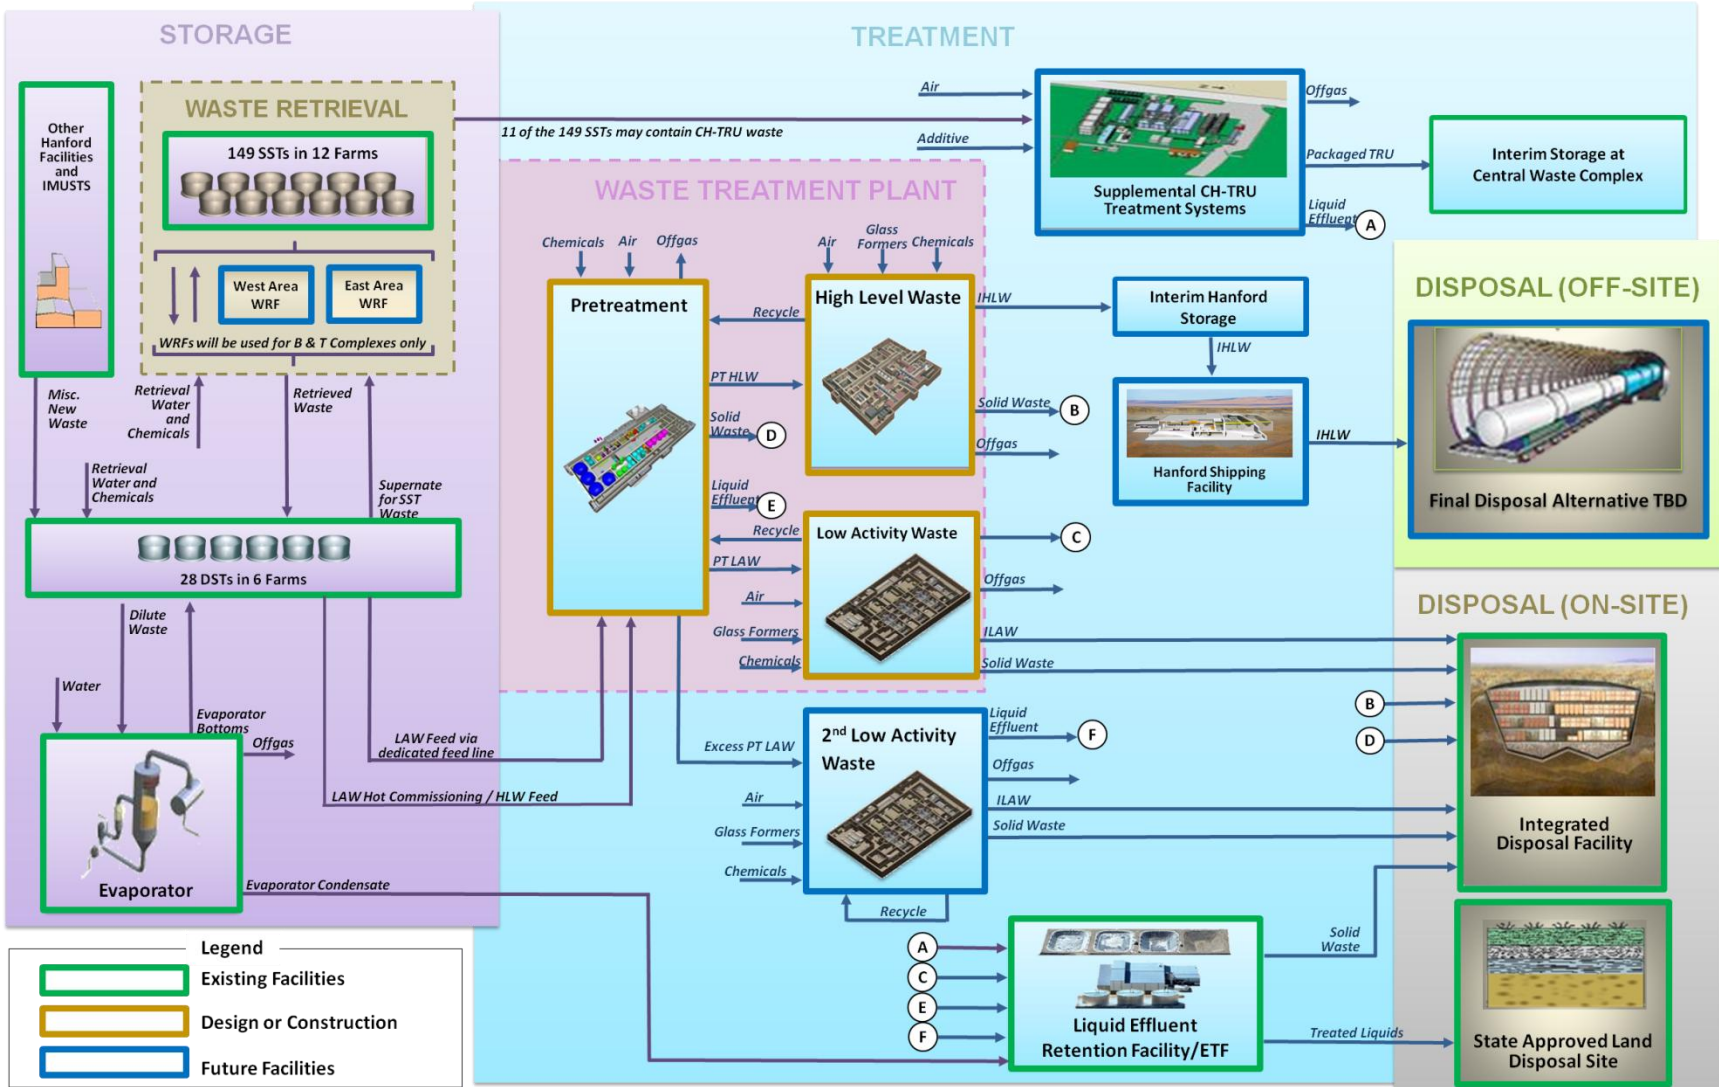 STORAGE
TREATMENT
Other
Hanford
Facilities
and
IMUSTS
WASTE RETRIEVAL
149 SSTs in 12 Farms
West Area
WRF
East Area
WRF
WRFs will be used for B & T Complexes only
11 of the 149 SSTs may contain CH-TRU waste
Misc.
New
Waste
Retrieval
Water
and
Chemicals
Retrieved
Waste
Retrieval
Water and
Chemicals
Supernate
for SST
Waste
28 DSTs in 6 Farms
Dilute
Waste
Water
Evaporator
Bottoms
Offgas
Evaporator
LAW Feed via
dedicated feed line
LAW Hot Commissioning / HLW Feed
Evaporator Condensate
Air
Additive
Supplemental CH-TRU
Treatment Systems
Offgas
Packaged TRU
Liquid
Effluent
A
Interim Storage at
Central Waste Complex
WASTE TREATMENT PLANT
Chemicals
Air
Offgas
Pretreatment
Air
Glass
Formers
Chemicals
High Level Waste
Recycle
PT HLW
Solid
Waste
D
Liquid
Effluent
E
Recycle
PT LAW
Air
Glass Formers
Chemicals
IHLW
Solid Waste
B
Offgas
Low Activity Waste
C
Offgas
ILAW
Solid Waste
Interim Hanford
Storage
IHLW
Hanford Shipping
Facility
IHLW
DISPOSAL (OFF-SITE)
Final Disposal Alternative TBD
DISPOSAL (ON-SITE)
B
D
Integrated
Disposal Facility
Excess PT LAW
Air
Glass Formers
Chemicals
2nd Low Activity
Waste
Liquid
Effluent
F
Offgas
ILAW
Solid Waste
Recycle
A
C
E
F
Liquid Effluent
Retention Facility/ETF
Solid
Waste
Treated Liquids
State Approved Land
Disposal Site
Legend
Existing Facilities
Design or Construction
Future Facilities